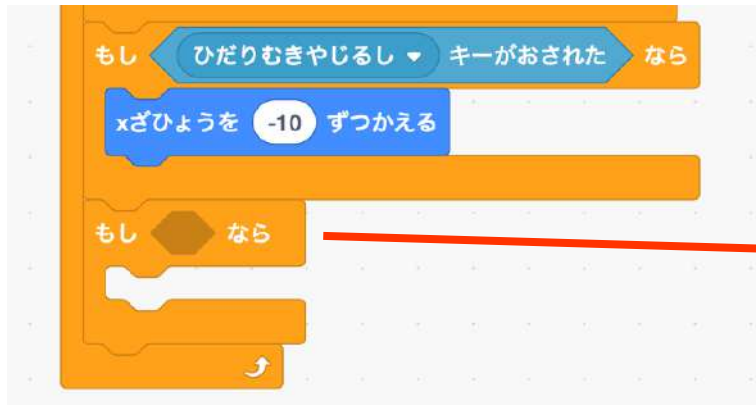 もし ひだりむきやじるし キーがおされた なら
xざひょうを -10 ずつかえる
もし なら